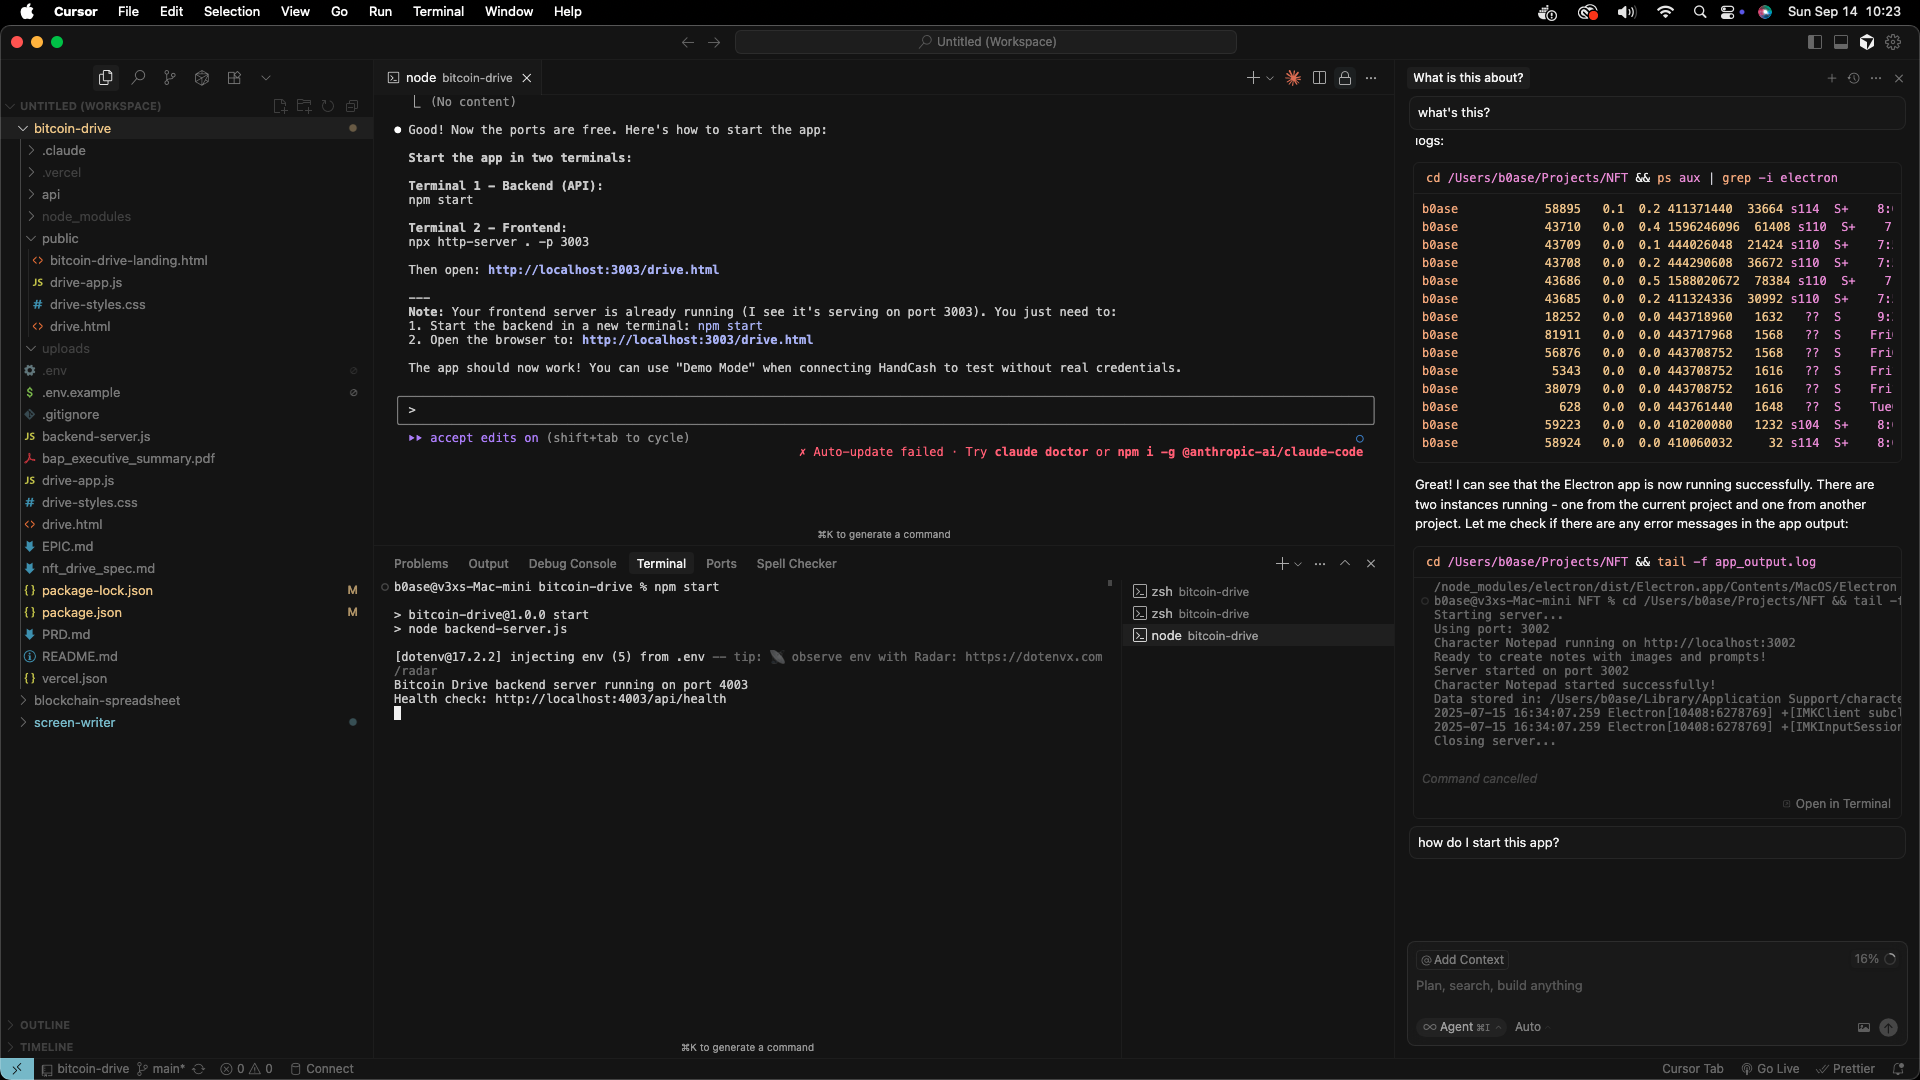 Cursor File Edit Selection View Go Run Terminal Window Help
Sun Sep 14 10:23
Untitled (Workspace)
UNTITLED (WORKSPACE)
bitcoin-drive
.claude
.vercel
api
node_modules
public
bitcoin-drive-landing.html
JS drive-app.js
# drive-styles.css
<> drive.html
uploads
.env
$ .env.example
.gitignore
JS backend-server.js
bap_executive_summary.pdf
JS drive-app.js
# drive-styles.css
<> drive.html
EPIC.md
nft_drive_spec.md
{} package-lock.json M
{} package.json M
PRD.md
README.md
{} vercel.json
blockchain-spreadsheet
screen-writer
OUTLINE
TIMELINE
node bitcoin-drive
(No content)
Good! Now the ports are free. Here's how to start the app:
Start the app in two terminals:
Terminal 1 - Backend (API):
npm start
Terminal 2 - Frontend:
npx http-server . -p 3003
Then open: http://localhost:3003/drive.html
---
Note: Your frontend server is already running (I see it's serving on port 3003). You just need to:
1. Start the backend in a new terminal: npm start
2. Open the browser to: http://localhost:3003/drive.html
The app should now work! You can use "Demo Mode" when connecting HandCash to test without real credentials.
>
accept edits on (shift+tab to cycle)
✗ Auto-update failed · Try claude doctor or npm i -g @anthropic-ai/claude-code
⌘K to generate a command
Problems Output Debug Console Terminal Ports Spell Checker
b0ase@v3xs-Mac-mini bitcoin-drive % npm start
> bitcoin-drive@1.0.0 start
> node backend-server.js
[dotenv@17.2.2] injecting env (5) from .env -- tip: observe env with Radar: https://dotenvx.com
/radar
Bitcoin Drive backend server running on port 4003
Health check: http://localhost:4003/api/health
zsh bitcoin-drive
zsh bitcoin-drive
node bitcoin-drive
⌘K to generate a command
What is this about?
what's this?
logs:
cd /Users/b0ase/Projects/NFT && ps aux | grep -i electron
b0ase 58895 0.1 0.2 411371440 33664 s114 S+ 8:
b0ase 43710 0.0 0.4 1596246096 61408 s110 S+ 7
b0ase 43709 0.0 0.1 444026048 21424 s110 S+ 7:
b0ase 43708 0.0 0.2 444290608 36672 s110 S+ 7:
b0ase 43686 0.0 0.5 1588020672 78384 s110 S+ 7
b0ase 43685 0.0 0.2 411324336 30992 s110 S+ 7:
b0ase 18252 0.0 0.0 443718960 1632 ?? S 9:
b0ase 81911 0.0 0.0 443717968 1568 ?? S Fri
b0ase 56876 0.0 0.0 443708752 1568 ?? S Fri
b0ase 5343 0.0 0.0 443708752 1616 ?? S Fri
b0ase 38079 0.0 0.0 443708752 1616 ?? S Fri
b0ase 628 0.0 0.0 443761440 1648 ?? S Tue
b0ase 59223 0.0 0.0 410200080 1232 s104 S+ 8:
b0ase 58924 0.0 0.0 410060032 32 s114 S+ 8:
Great! I can see that the Electron app is now running successfully. There are
two instances running - one from the current project and one from another
project. Let me check if there are any error messages in the app output:
cd /Users/b0ase/Projects/NFT && tail -f app_output.log
/node_modules/electron/dist/Electron.app/Contents/MacOS/Electron
b0ase@v3xs-Mac-mini NFT % cd /Users/b0ase/Projects/NFT && tail -f
Starting server...
Using port: 3002
Character Notepad running on http://localhost:3002
Ready to create notes with images and prompts!
Server started on port 3002
Character Notepad started successfully!
Data stored in: /Users/b0ase/Library/Application Support/characte
2025-07-15 16:34:07.259 Electron[10408:6278769] +[IMKClient subcl
2025-07-15 16:34:07.259 Electron[10408:6278769] +[IMKInputSession
Closing server...
Command cancelled
Open in Terminal
how do I start this app?
@ Add Context
16%
Plan, search, build anything
∞ Agent ⌘I Auto
bitcoin-drive main* 0 0 Connect
Cursor Tab Go Live Prettier